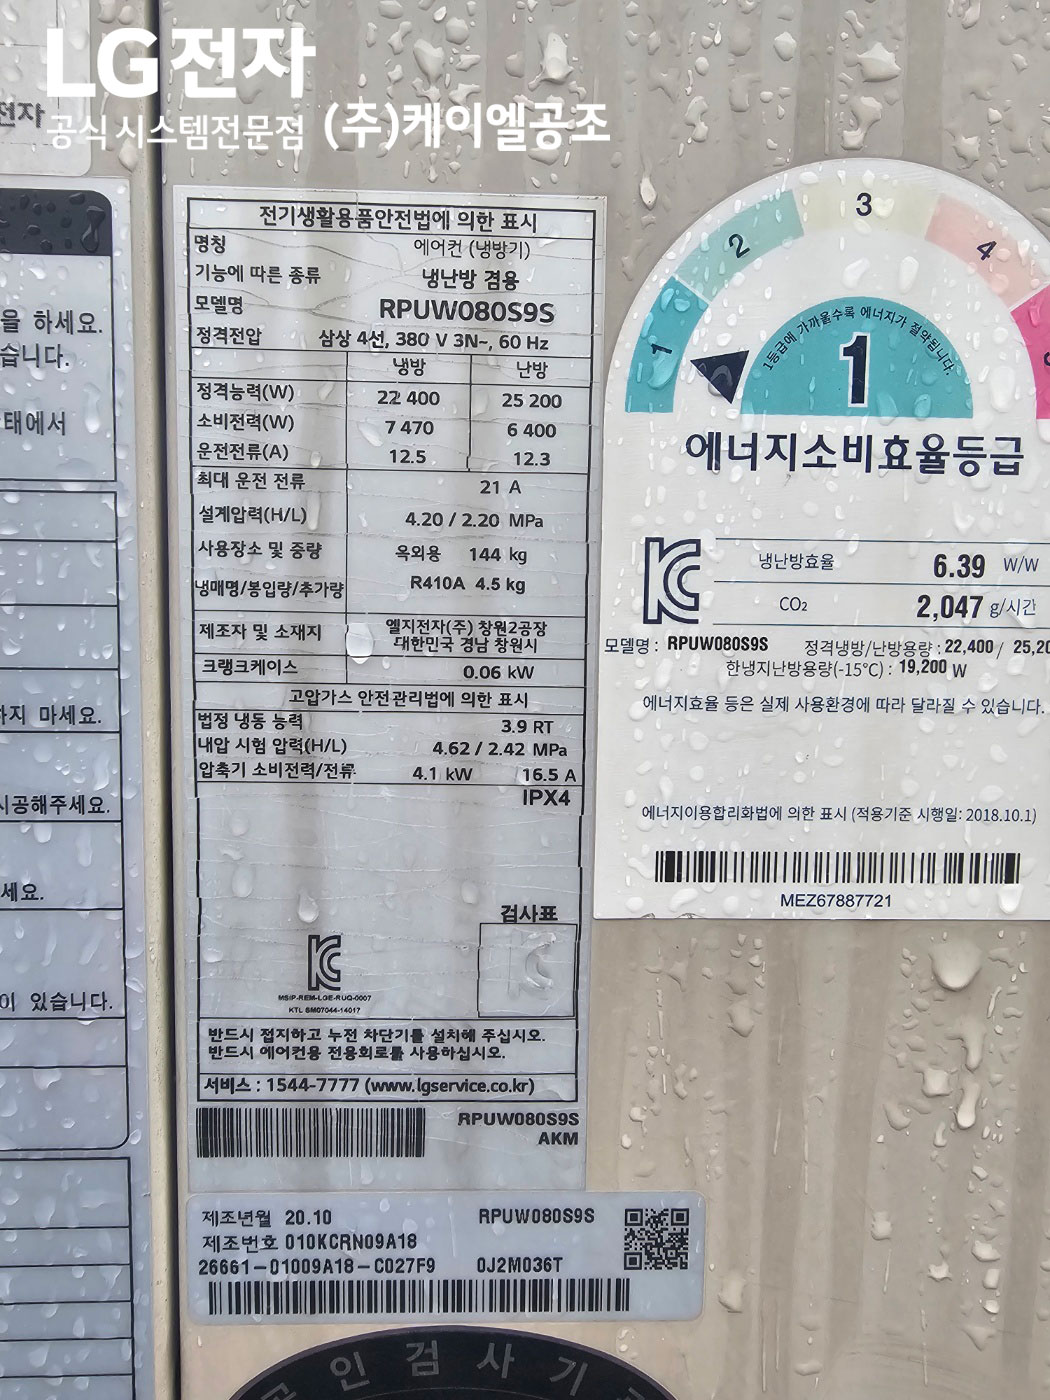 LG전자
공식 시스템전문점 (주)케이엘공조
전자
을 하세요.
습니다.
태에서
하지 마세요.
시공해주세요.
세요.
이 있습니다.
전기생활용품안전법에 의한 표시
명칭 에어컨 (냉방기)
기능에 따른 종류 냉난방 겸용
모델명 RPUW080S9S
정격전압 삼상 4선, 380 V 3N~, 60 Hz
냉방 난방
정격능력(W) 22 400 25 200
소비전력(W) 7 470 6 400
운전전류(A) 12.5 12.3
최대 운전 전류 21 A
설계압력(H/L) 4.20 / 2.20 MPa
사용장소 및 중량 옥외용 144 kg
냉매명/봉입량/추가량 R410A 4.5 kg
제조자 및 소재지 엘지전자(주) 창원2공장
대한민국 경남 창원시
크랭크케이스 0.06 kW
고압가스 안전관리법에 의한 표시
법정 냉동 능력 3.9 RT
내압 시험 압력(H/L) 4.62 / 2.42 MPa
압축기 소비전력/전류 4.1 kW 16.5 A
IPX4
검사표
MSIP-REM-LGE-RUQ-0007
KTL SM07044-14017
반드시 접지하고 누전 차단기를 설치해 주십시오.
반드시 에어컨용 전용회로를 사용하십시오.
서비스 : 1544-7777 (www.lgservice.co.kr)
RPUW080S9S
AKM
제조년월 20.10 RPUW080S9S
제조번호 010KCRN09A18
26661-01009A18-C027F9 0J2M036T
인 검 사 기
1 2 3 4
1등급에 가까울수록 에너지가 절약됩니다.
1
에너지소비효율등급
냉난방효율 6.39 W/W
CO₂ 2,047 g/시간
모델명 : RPUW080S9S 정격냉방/난방용량 : 22,400 / 25,20
한냉지난방용량(-15℃) : 19,200 W
에너지효율 등은 실제 사용환경에 따라 달라질 수 있습니다.
에너지이용합리화법에 의한 표시 (적용기준 시행일: 2018.10.1)
MEZ67887721